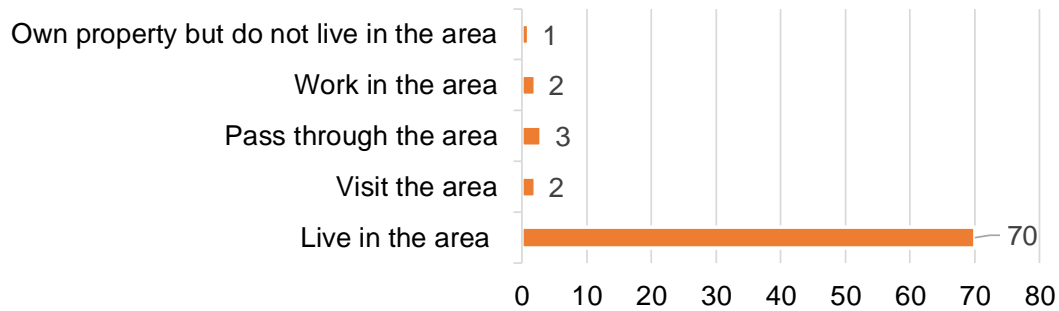 Own property but do not live in the area 1
Work in the area 2
Pass through the area 3
Visit the area 2
Live in the area 70
0 10 20 30 40 50 60 70 80